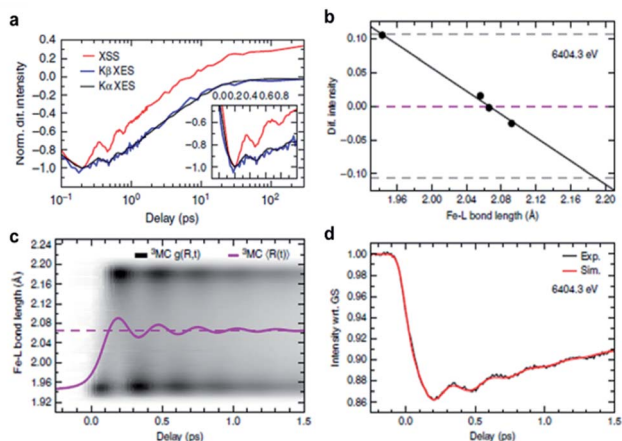 a
XSS
Kβ XES
Kα XES
Norm. dif. intensity
0.4
0.2
0.0
−0.2
−0.4
−0.6
−0.8
−1.0
0.0 0.2 0.4 0.6 0.8
−0.6
−0.8
−1.0
10⁻¹ 10⁰ 10¹ 10²
Delay (ps)
b
6404.3 eV
Dif. intensity
0.10
0.05
0.00
−0.05
−0.10
1.96 2.00 2.04 2.08 2.12 2.16 2.20
Fe-L bond length (Å)
c
³MC g(R,t) ³MC ⟨R(t)⟩
Fe-L bond length (Å)
2.24
2.20
2.16
2.12
2.08
2.04
2.00
1.96
1.92
0.0 0.5 1.0 1.5
Delay (ps)
d
Exp.
Sim.
6404.3 eV
Intensity wrt. GS
1.00
0.98
0.96
0.94
0.92
0.90
0.88
0.86
0.0 0.5 1.0 1.5
Delay (ps)